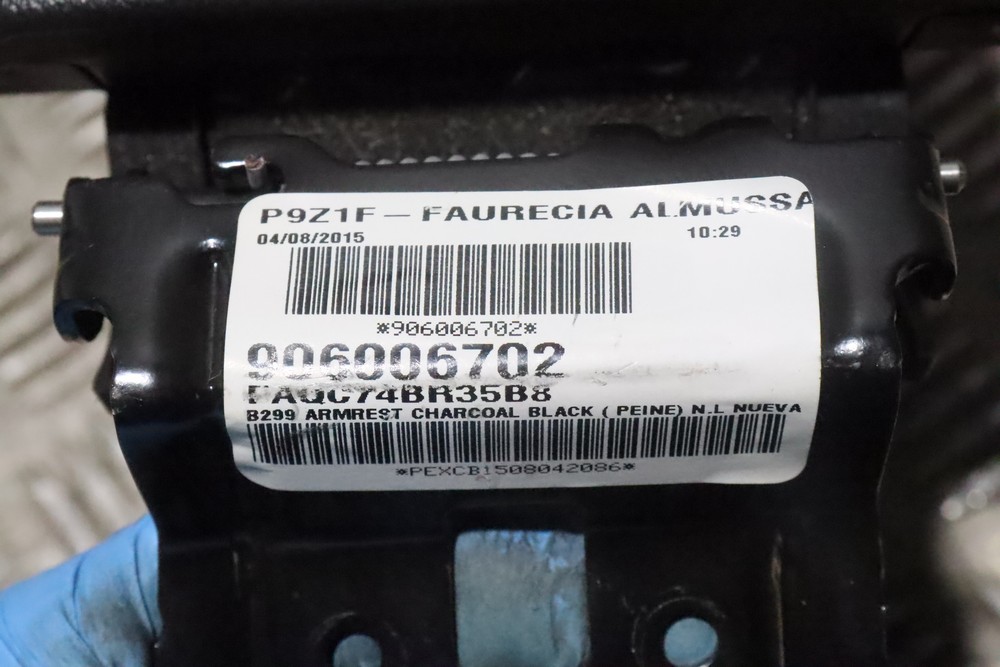 P9Z1F – FAURECIA ALMUSSA
04/08/2015 10:29
*906006702*
906006702
FAQC74BR35B8
B299 ARMREST CHARCOAL BLACK ( PEINE) N.L NUEVA
*PEXCB1508042086*